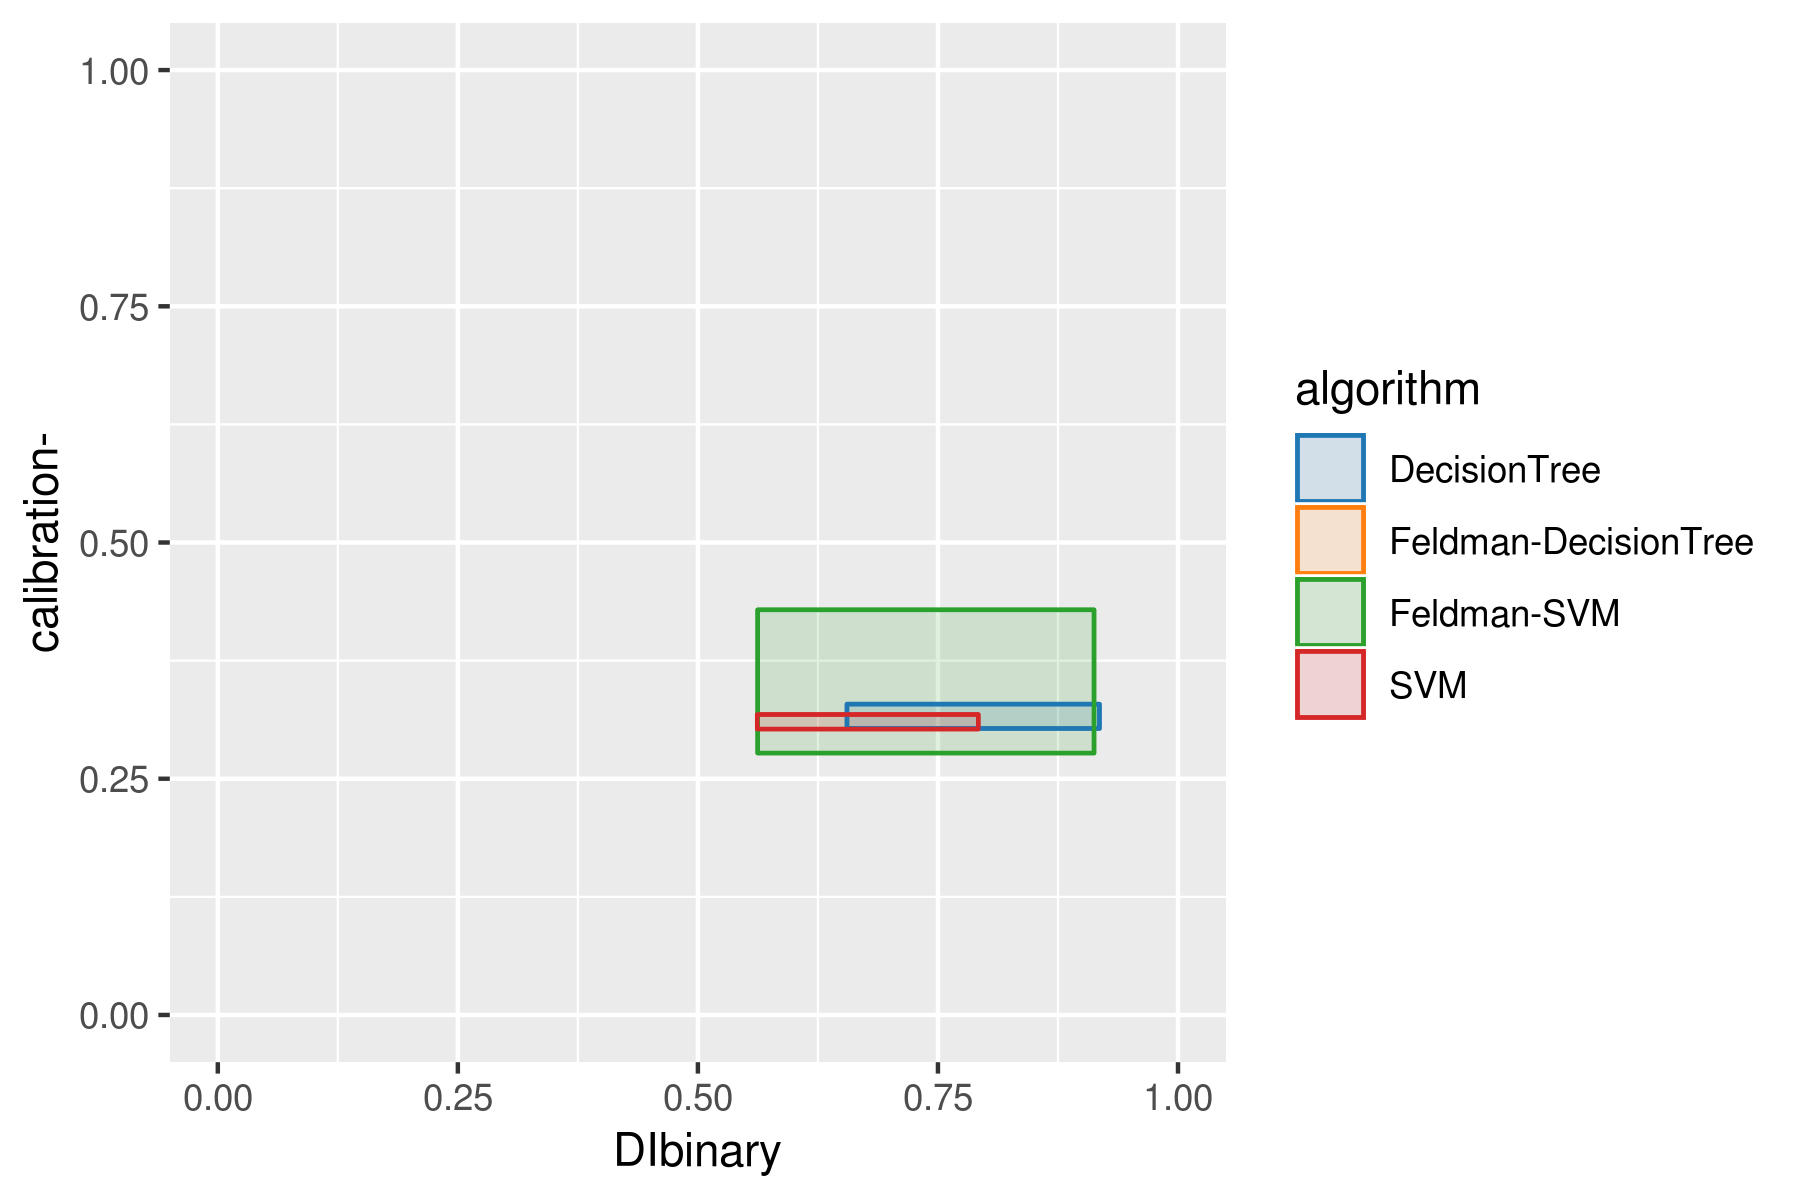 1.00
0.75
0.50
0.25
0.00
calibration-
0.00 0.25 0.50 0.75 1.00
DIbinary
algorithm
DecisionTree
Feldman-DecisionTree
Feldman-SVM
SVM